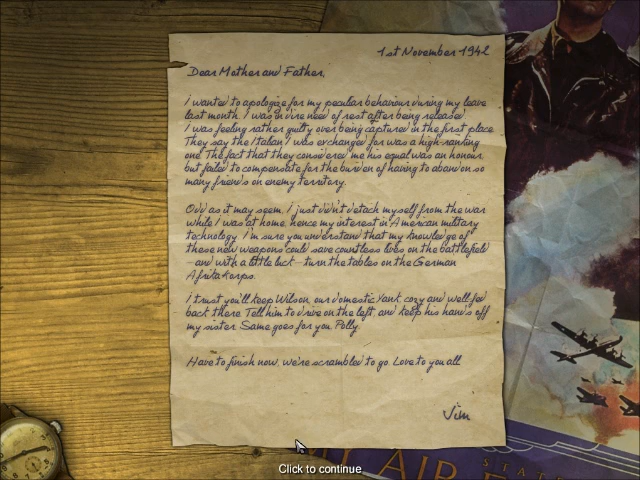 1st November 1942
Dear Mother and Father,
I wanted to apologize for my peculiar behaviour during my leave
last month. I was in dire need of rest after being released.
I was feeling rather guilty over being captured in the first place.
They say the Italian I was exchanged for was a high-ranking
one. The fact that they considered me his equal was an honour,
but failed to compensate for the burden of having to abandon so
many friends on enemy territory.
Odd as it may seem, I just didn't detach myself from the war
while I was at home, hence my interest in American military
technology. I'm sure you understand that my knowledge of
these new weapons could save countless lives on the battlefield
- and with a little luck - turn the tables on the German
Afrika Korps.
I trust you'll keep Wilson, our domestic Yank cozy and well-fed
back there. Tell him to drive on the left, and keep his hands off
my sister. Same goes for you, Polly.
Have to finish now, we're scrambled to go. Love to you all
Jim
STATE
MY AIR F
Click to continue